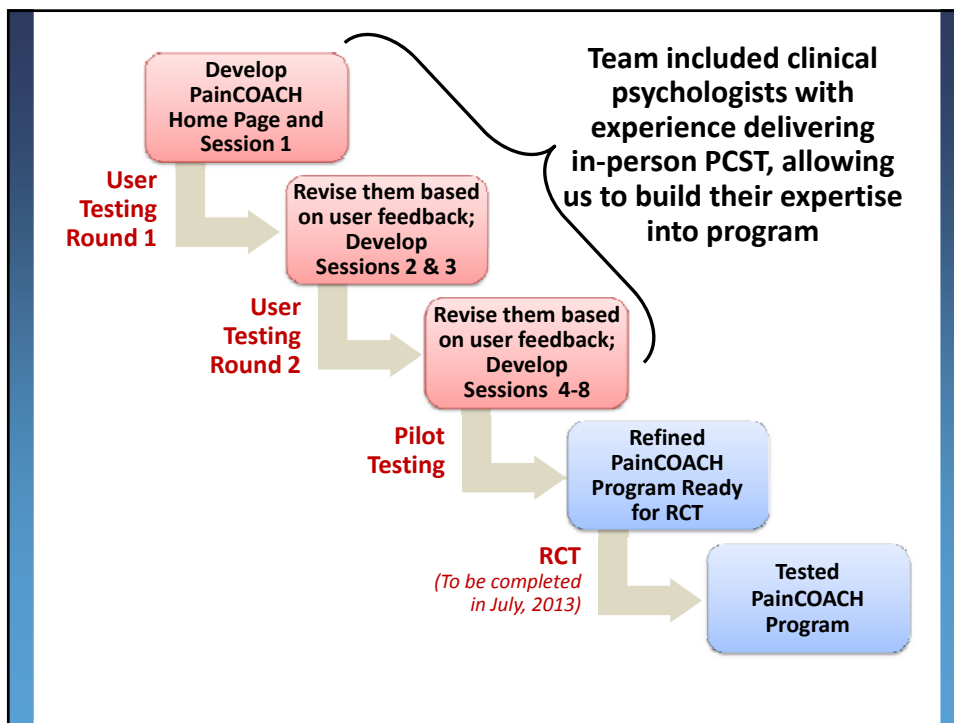 Develop
PainCOACH
Home Page and
Session 1
Team included clinical
psychologists with
experience delivering
in-person PCST, allowing
us to build their expertise
into program
User
Testing
Round 1
Revise them based
on user feedback;
Develop
Sessions 2 & 3
User
Testing
Round 2
Revise them based
on user feedback;
Develop
Sessions 4-8
Pilot
Testing
Refined
PainCOACH
Program Ready
for RCT
RCT
(To be completed
in July, 2013)
Tested
PainCOACH
Program